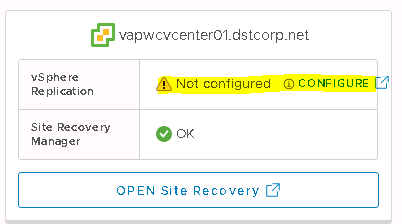 vapwcvcenter01.dstcorp.net
vSphere Replication
Not configured CONFIGURE
Site Recovery Manager
OK
OPEN Site Recovery